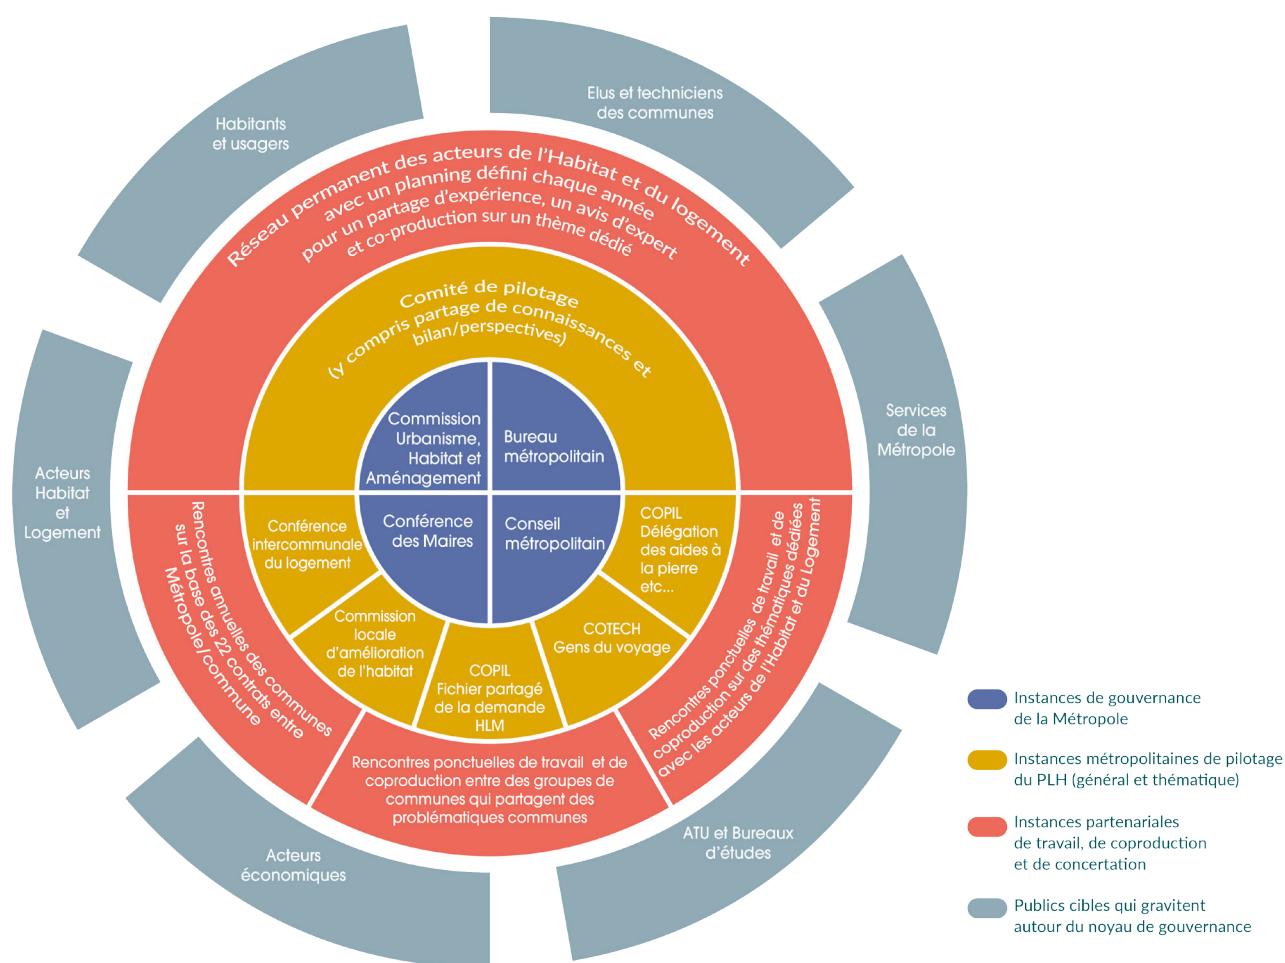 Habitants
et usagers
Elus et techniciens
des communes
Services
de la
Métropole
ATU et Bureaux
d'études
Acteurs
économiques
Acteurs
Habitat
et
Logement
Réseau permanent des acteurs de l'Habitat et du logement
avec un planning défini chaque année
pour un partage d'expérience, un avis d'expert
et co-production sur un thème dédié
Comité de pilotage
(y compris partage de connaissances et
bilan/perspectives)
Commission
Urbanisme,
Habitat et
Aménagement
Bureau
métropolitain
Conférence
des Maires
Conseil
métropolitain
Conférence
intercommunale
du logement
Commission
locale
d'amélioration
de l'habitat
COPIL
Fichier partagé
de la demande
HLM
COTECH
Gens du voyage
COPIL
Délégation
des aides à
la pierre
etc...
Rencontres annuelles des communes
sur la base des 22 contrats entre
Métropole/commune
Rencontres ponctuelles de travail et de
coproduction entre des groupes de
communes qui partagent des
problématiques communes
Rencontres ponctuelles de travail et de
coproduction sur des thématiques dédiées
avec les acteurs de l'Habitat et du Logement
Instances de gouvernance
de la Métropole
Instances métropolitaines de pilotage
du PLH (général et thématique)
Instances partenariales
de travail, de coproduction
et de concertation
Publics cibles qui gravitent
autour du noyau de gouvernance